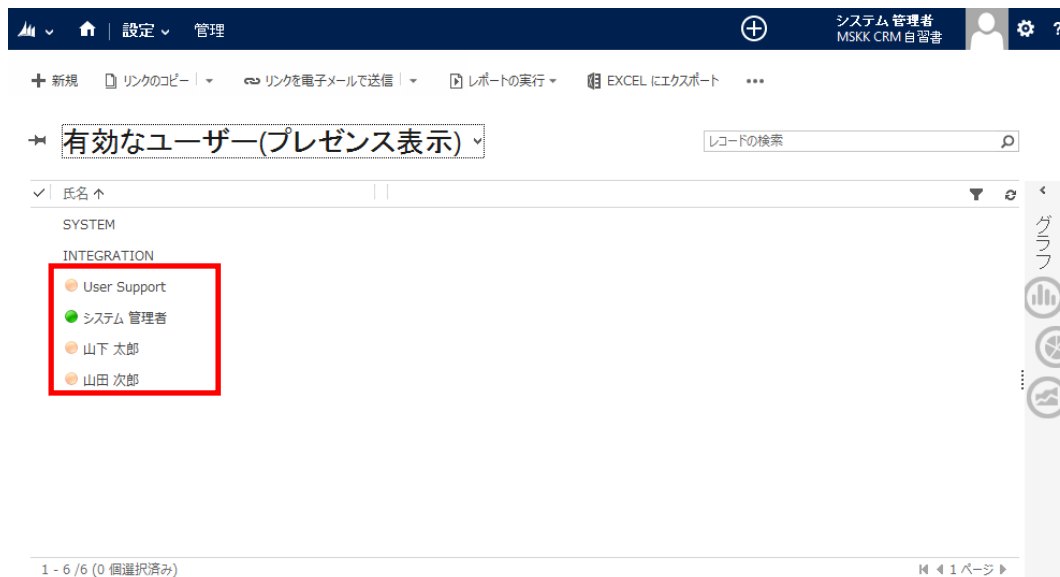 設定 管理
システム 管理者
MSKK CRM 自習書
?
新規 リンクのコピー リンクを電子メールで送信 レポートの実行 EXCEL にエクスポート •••
有効なユーザー(プレゼンス表示)
レコードの検索
氏名
SYSTEM
INTEGRATION
User Support
システム 管理者
山下 太郎
山田 次郎
グラフ
1 - 6 /6 (0 個選択済み)
1 ページ